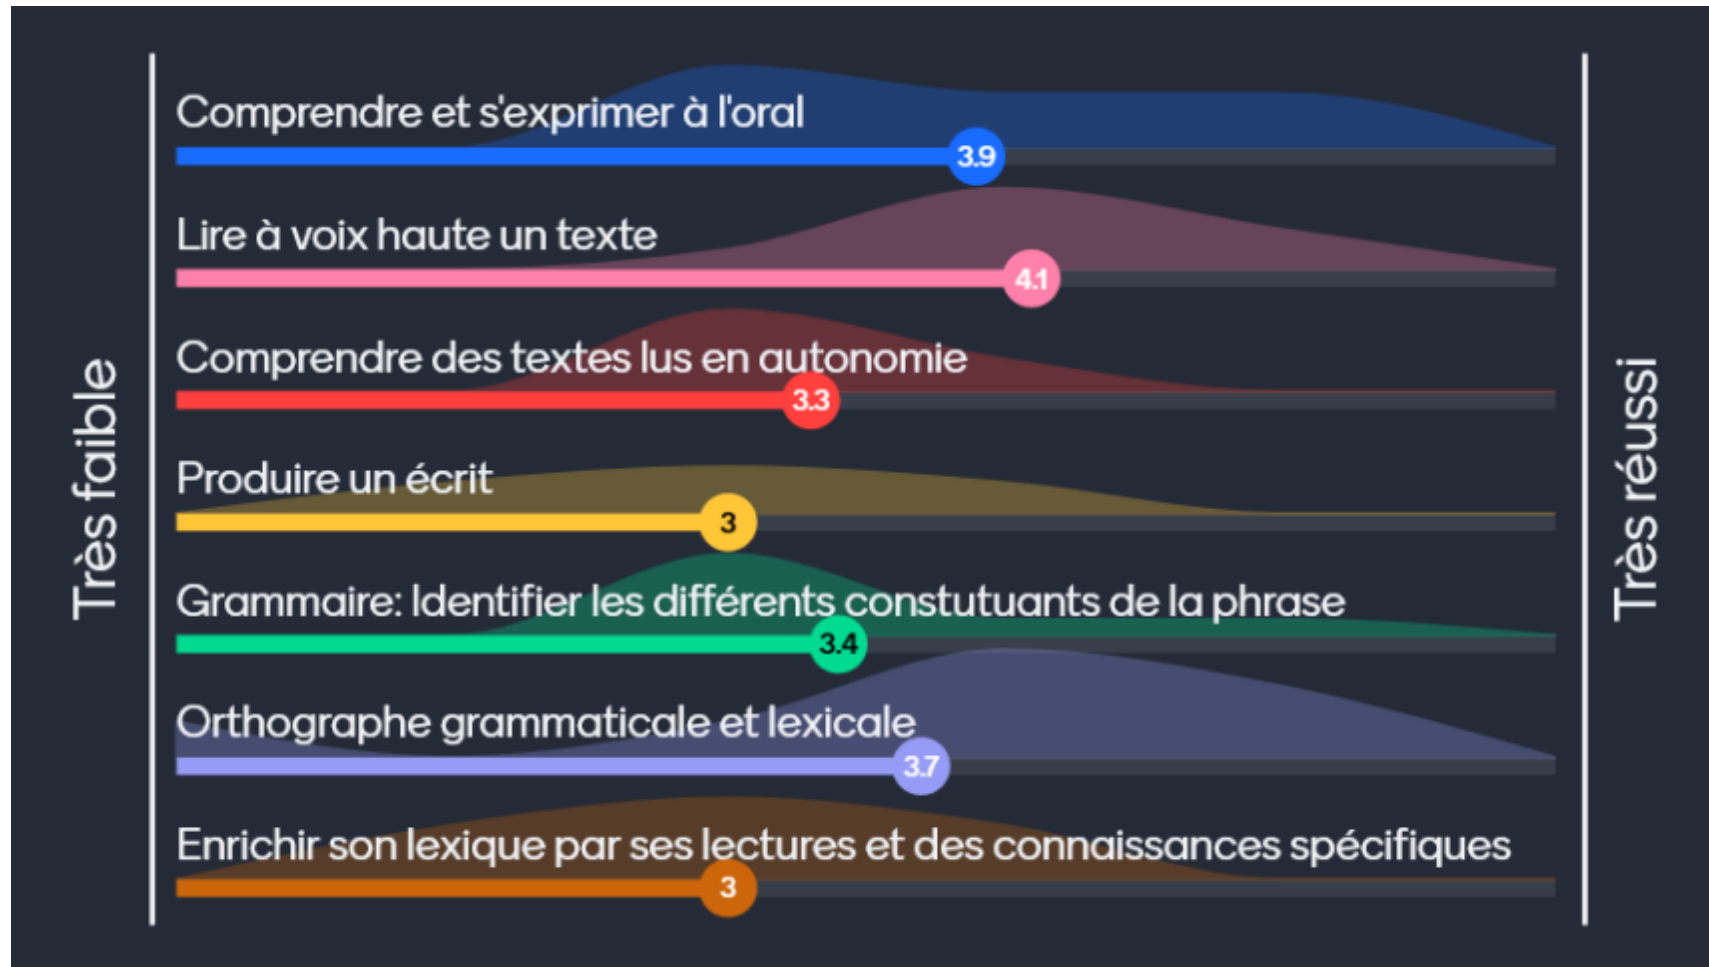 Comprendre et s'exprimer à l'oral
3.9
Lire à voix haute un texte
4.1
Comprendre des textes lus en autonomie
3.3
Produire un écrit
3
Grammaire: Identifier les différents constutuants de la phrase
3.4
Orthographe grammaticale et lexicale
3.7
Enrichir son lexique par ses lectures et des connaissances spécifiques
3
Très faible
Très réussi